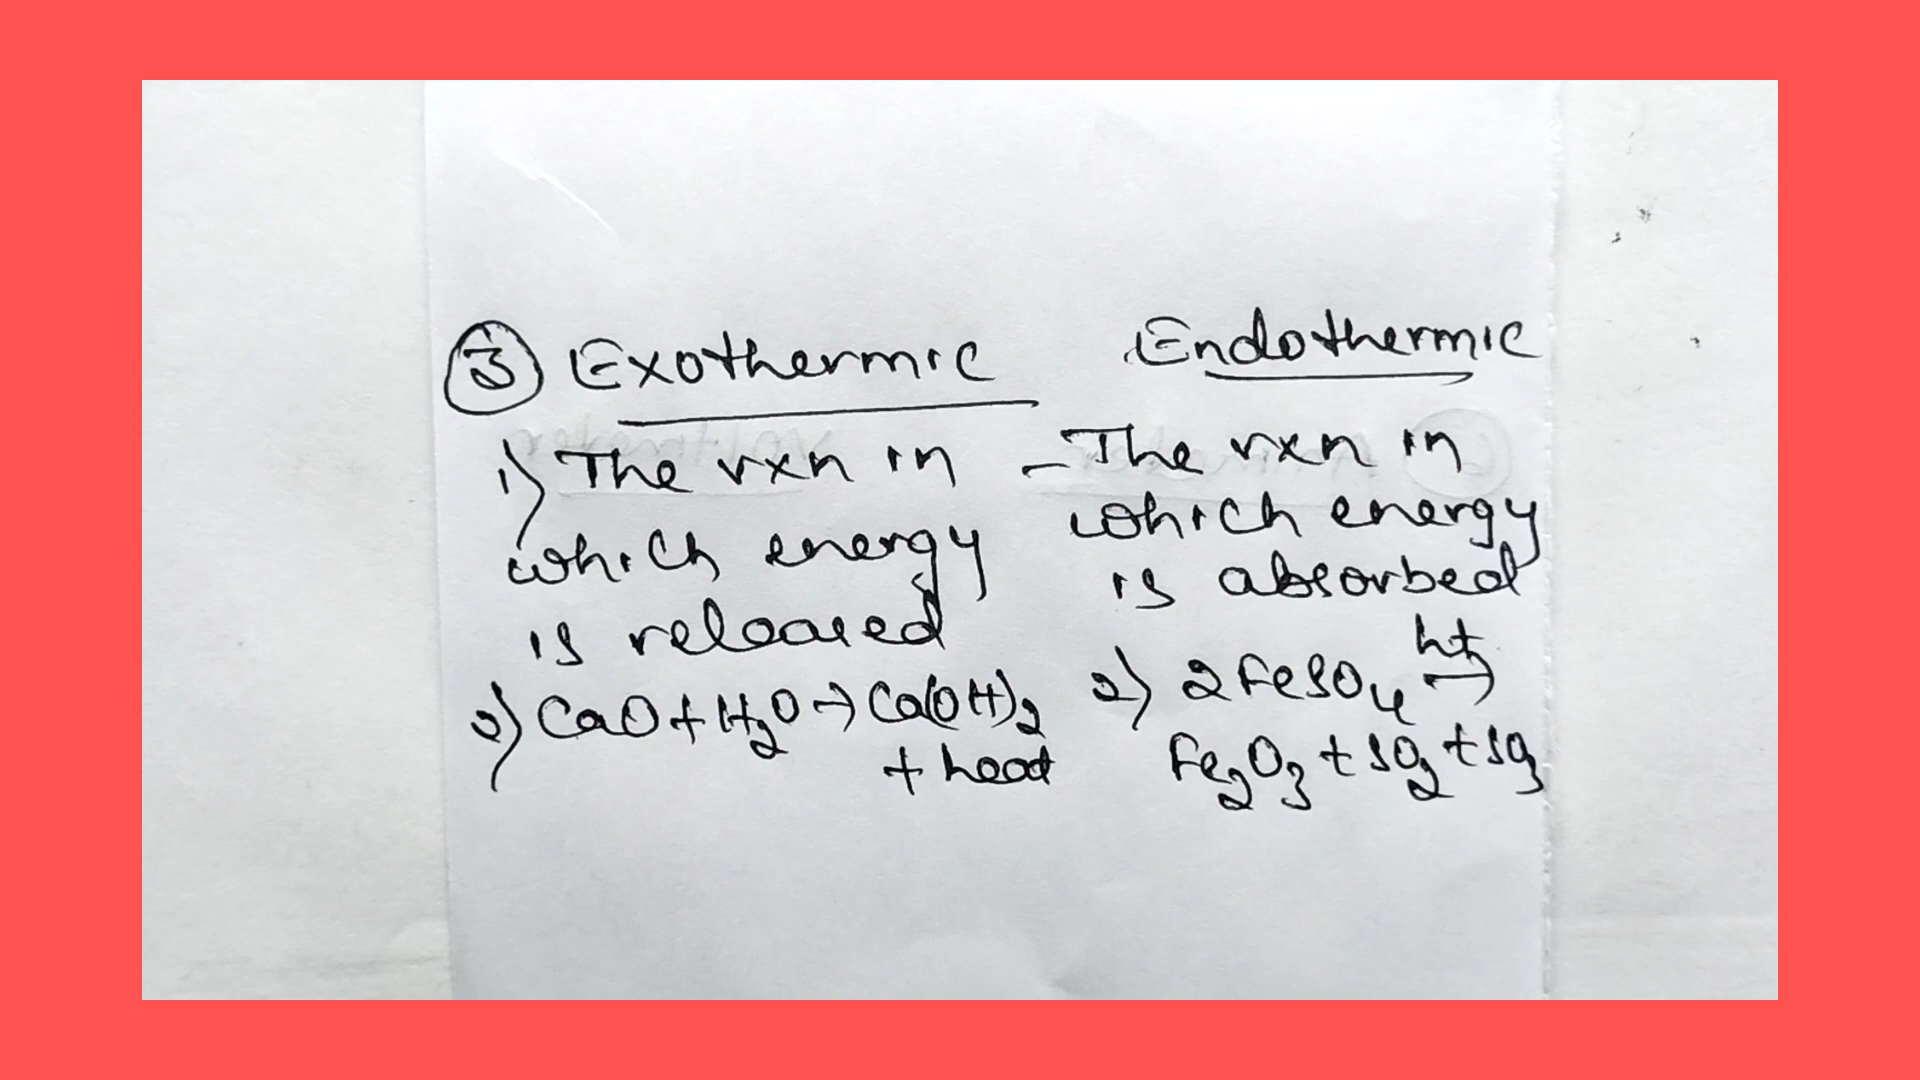 ③ Exothermic
1) The rxn in
which energy
is released
2) CaO + H₂O → Ca(OH)₂
+ heat
Endothermic
– The rxn in
which energy
is absorbed
2) 2FeSO₄ ht→
Fe₂O₃ + SO₂ + SO₃